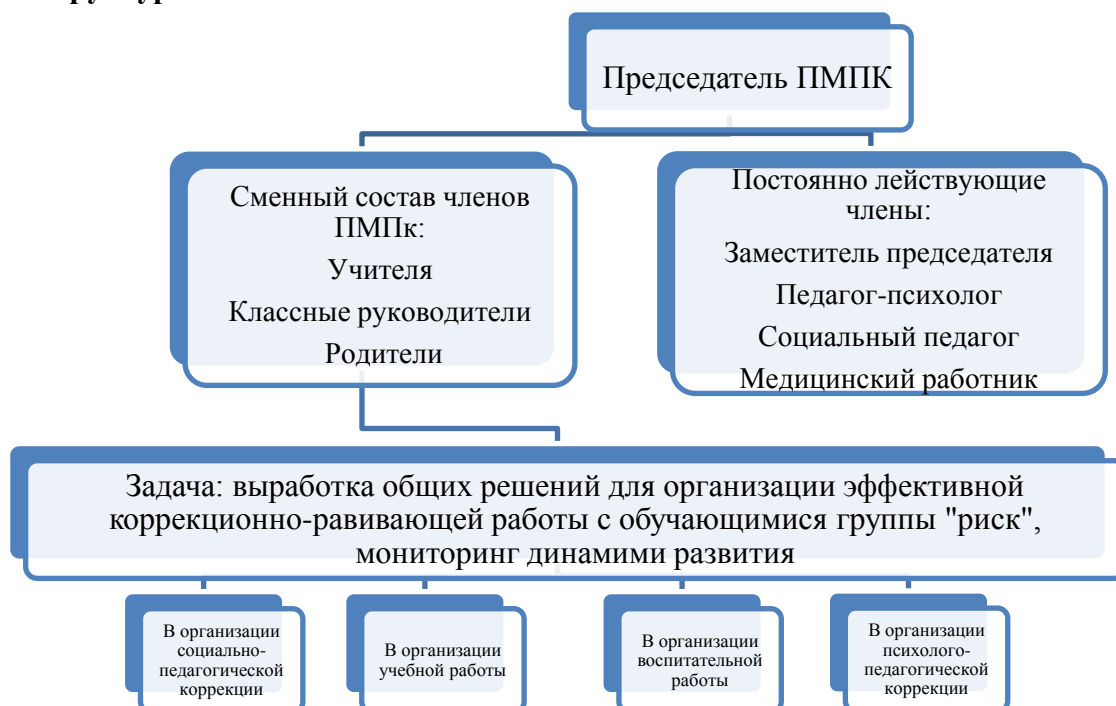 Председатель ПМПК
Сменный состав членов
ПМПк:
Учителя
Классные руководители
Родители
Постоянно лействующие
члены:
Заместитель председателя
Педагог-психолог
Социальный педагог
Медицинский работник
Задача: выработка общих решений для организации эффективной
коррекционно-равивающей работы с обучающимися группы "риск",
мониторинг динамими развития
В организации
социально-
педагогической
коррекции
В организации
учебной работы
В организации
воспитательной
работы
В организации
психолого-
педагогической
коррекции